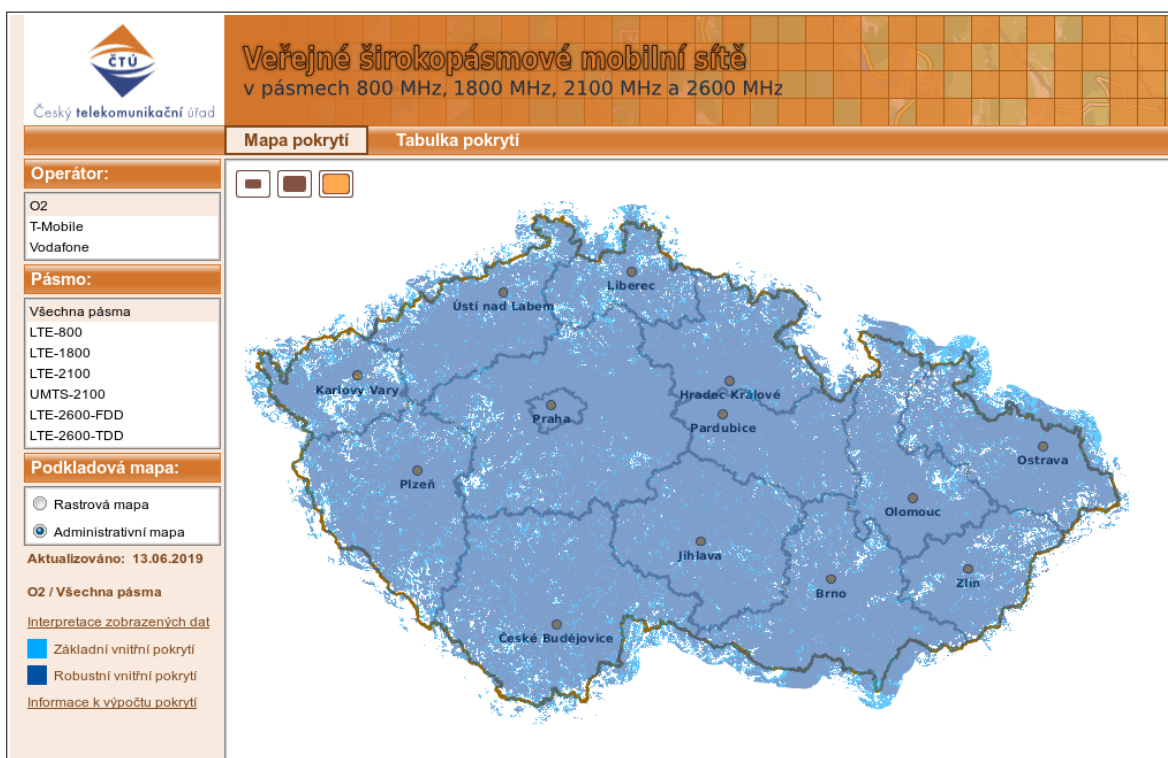 ČTÚ
Český telekomunikační úřad
Veřejné širokopásmové mobilní sítě
v pásmech 800 MHz, 1800 MHz, 2100 MHz a 2600 MHz
Mapa pokrytí
Tabulka pokrytí
Operátor:
O2
T-Mobile
Vodafone
Pásmo:
Všechna pásma
LTE-800
LTE-1800
LTE-2100
UMTS-2100
LTE-2600-FDD
LTE-2600-TDD
Podkladová mapa:
Rastrová mapa
Administrativní mapa
Aktualizováno: 13.06.2019
O2 / Všechna pásma
Interpretace zobrazených dat
Základní vnitřní pokrytí
Robustní vnitřní pokrytí
Informace k výpočtu pokrytí
Liberec
Ústí nad Labem
Karlovy Vary
Hradec Králové
Praha
Pardubice
Ostrava
Plzeň
Olomouc
Jihlava
Zlín
Brno
České Budějovice